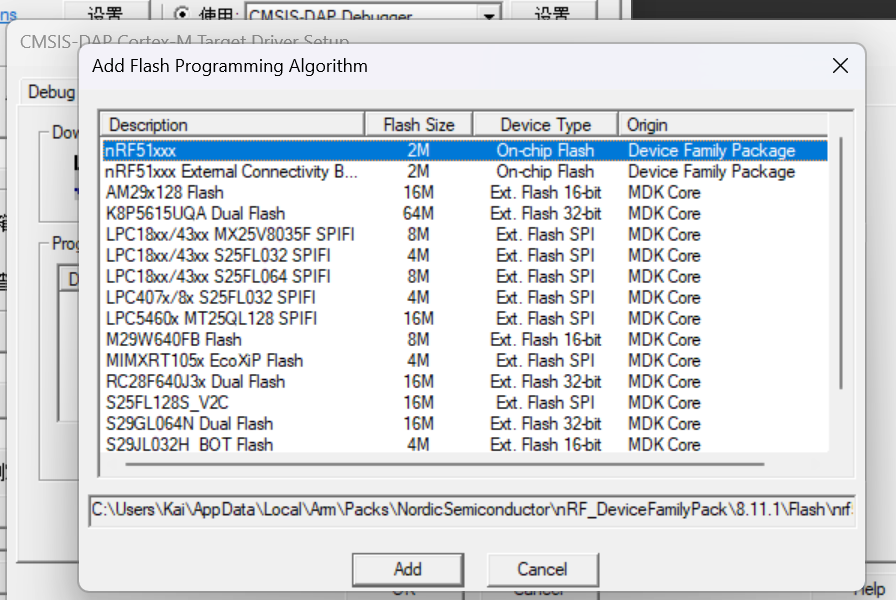 ns 设置 使用: CMSIS-DAP Debugger 设置
CMSIS-DAP Cortex-M Target Driver Setup
Add Flash Programming Algorithm
Debug
Description Flash Size Device Type Origin
nRF51xxx 2M On-chip Flash Device Family Package
nRF51xxx External Connectivity B... 2M On-chip Flash Device Family Package
AM29x128 Flash 16M Ext. Flash 16-bit MDK Core
K8P5615UQA Dual Flash 64M Ext. Flash 32-bit MDK Core
LPC18xx/43xx MX25V8035F SPIFI 8M Ext. Flash SPI MDK Core
LPC18xx/43xx S25FL032 SPIFI 4M Ext. Flash SPI MDK Core
LPC18xx/43xx S25FL064 SPIFI 8M Ext. Flash SPI MDK Core
LPC407x/8x S25FL032 SPIFI 4M Ext. Flash SPI MDK Core
LPC5460x MT25QL128 SPIFI 16M Ext. Flash SPI MDK Core
M29W640FB Flash 8M Ext. Flash 16-bit MDK Core
MIMXRT105x EcoXiP Flash 4M Ext. Flash SPI MDK Core
RC28F640J3x Dual Flash 16M Ext. Flash 32-bit MDK Core
S25FL128S_V2C 16M Ext. Flash SPI MDK Core
S29GL064N Dual Flash 16M Ext. Flash 32-bit MDK Core
S29JL032H_BOT Flash 4M Ext. Flash 16-bit MDK Core
C:\Users\Kai\AppData\Local\Arm\Packs\NordicSemiconductor\nRF_DeviceFamilyPack\8.11.1\Flash\nrf
Add Cancel
OK Cancel Help